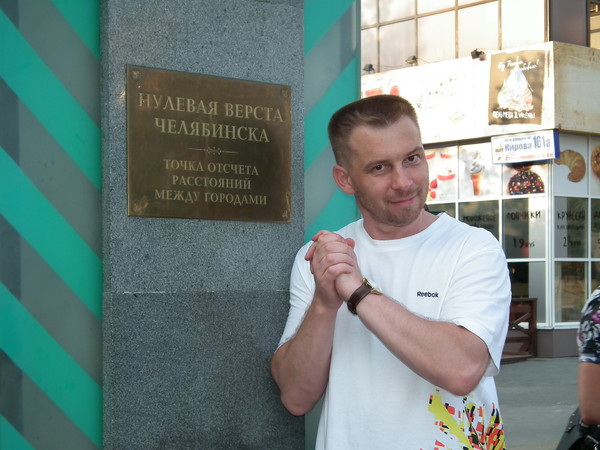 НУЛЕВАЯ ВЕРСТА
ЧЕЛЯБИНСКА
ТОЧКА ОТСЧЕТА
РАССТОЯНИЙ
МЕЖДУ ГОРОДАМИ
Reebok
Кирова 161а